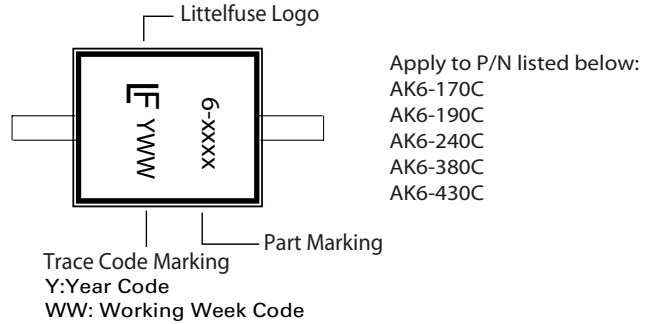 Littelfuse Logo
LF YWW
6-xxxx
Apply to P/N listed below:
AK6-170C
AK6-190C
AK6-240C
AK6-380C
AK6-430C
Part Marking
Trace Code Marking
Y:Year Code
WW: Working Week Code